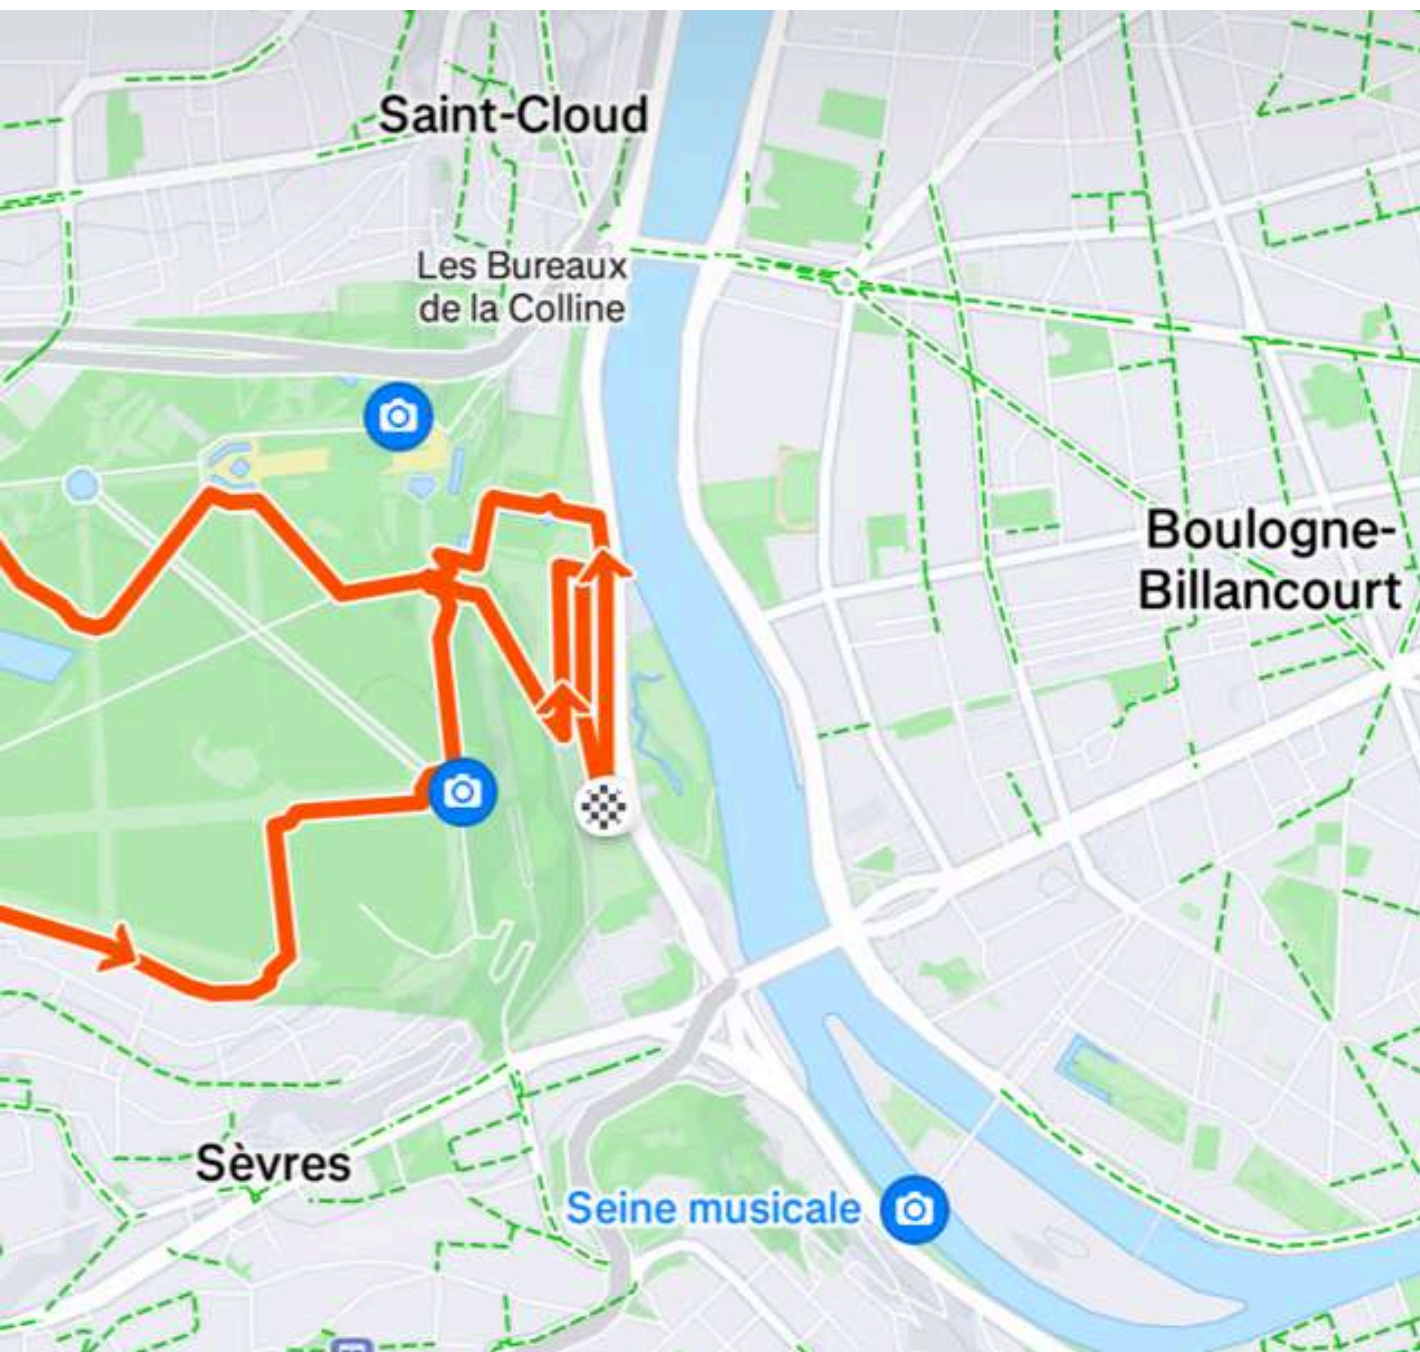 Saint-Cloud
Les Bureaux
de la Colline
Boulogne-
Billancourt
Sèvres
Seine musicale